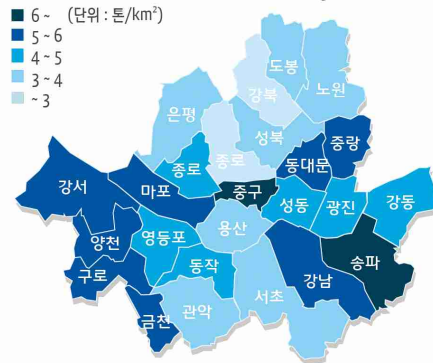 6 ~ (단위 : 톤/km²)
5 ~ 6
4 ~ 5
3 ~ 4
~ 3
도봉
강북
노원
은평
성북
중랑
종로
종로
동대문
강서
마포
중구
성동
광진
강동
양천
영등포
용산
송파
구로
동작
강남
금천
관악
서초